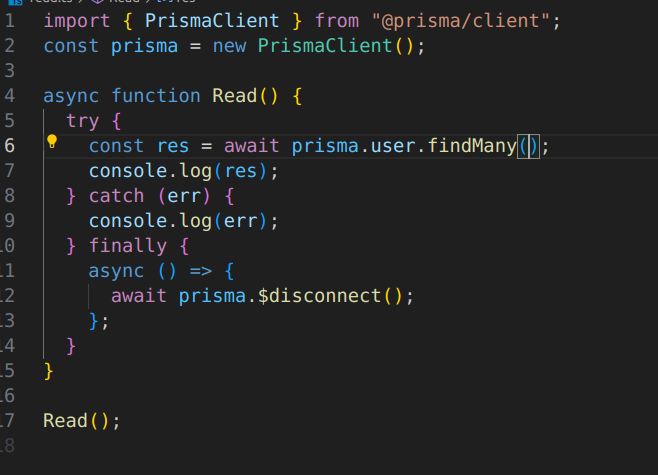 1 import { PrismaClient } from "@prisma/client";
2 const prisma = new PrismaClient();
3
4 async function Read() {
5 try {
6 const res = await prisma.user.findMany();
7 console.log(res);
8 } catch (err) {
9 console.log(err);
10 } finally {
11 async () => {
12 await prisma.$disconnect();
13 };
14 }
15 }
16
17 Read();
18